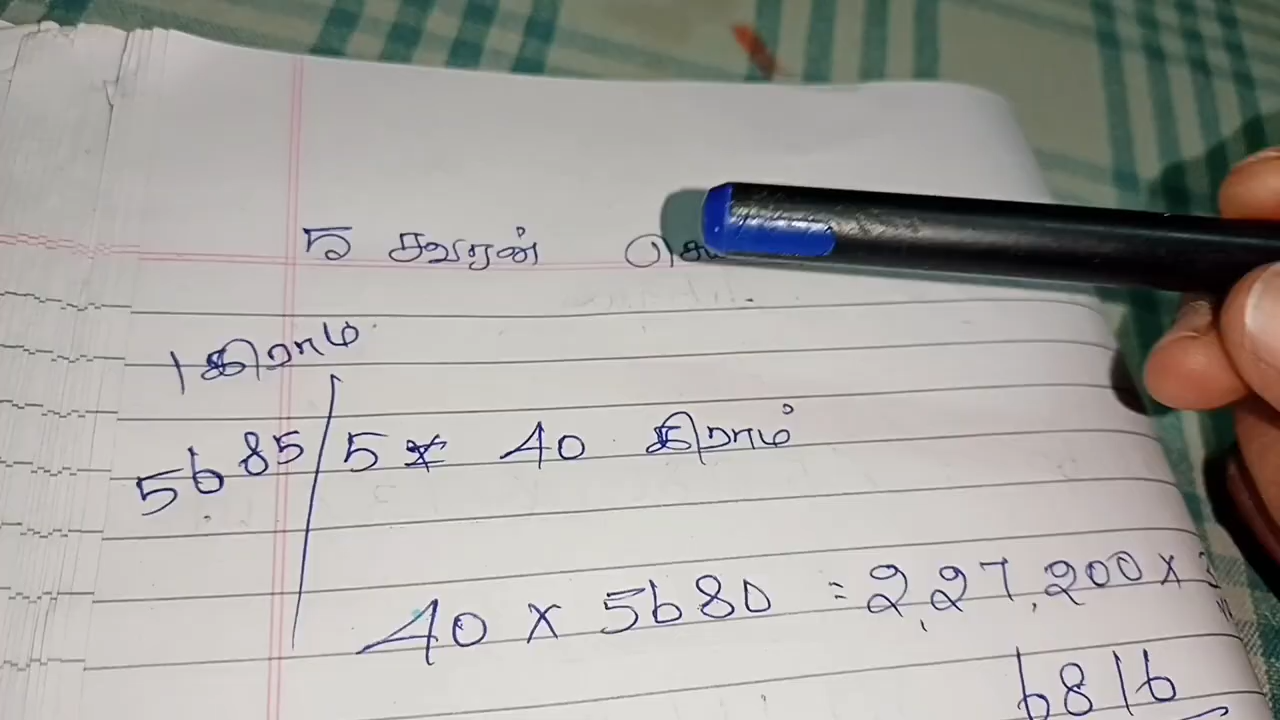 5 சவரன்
1 கிராம்
5685 5 * 40 கிராம்
40 x 5680 = 2,27,200 x
6816